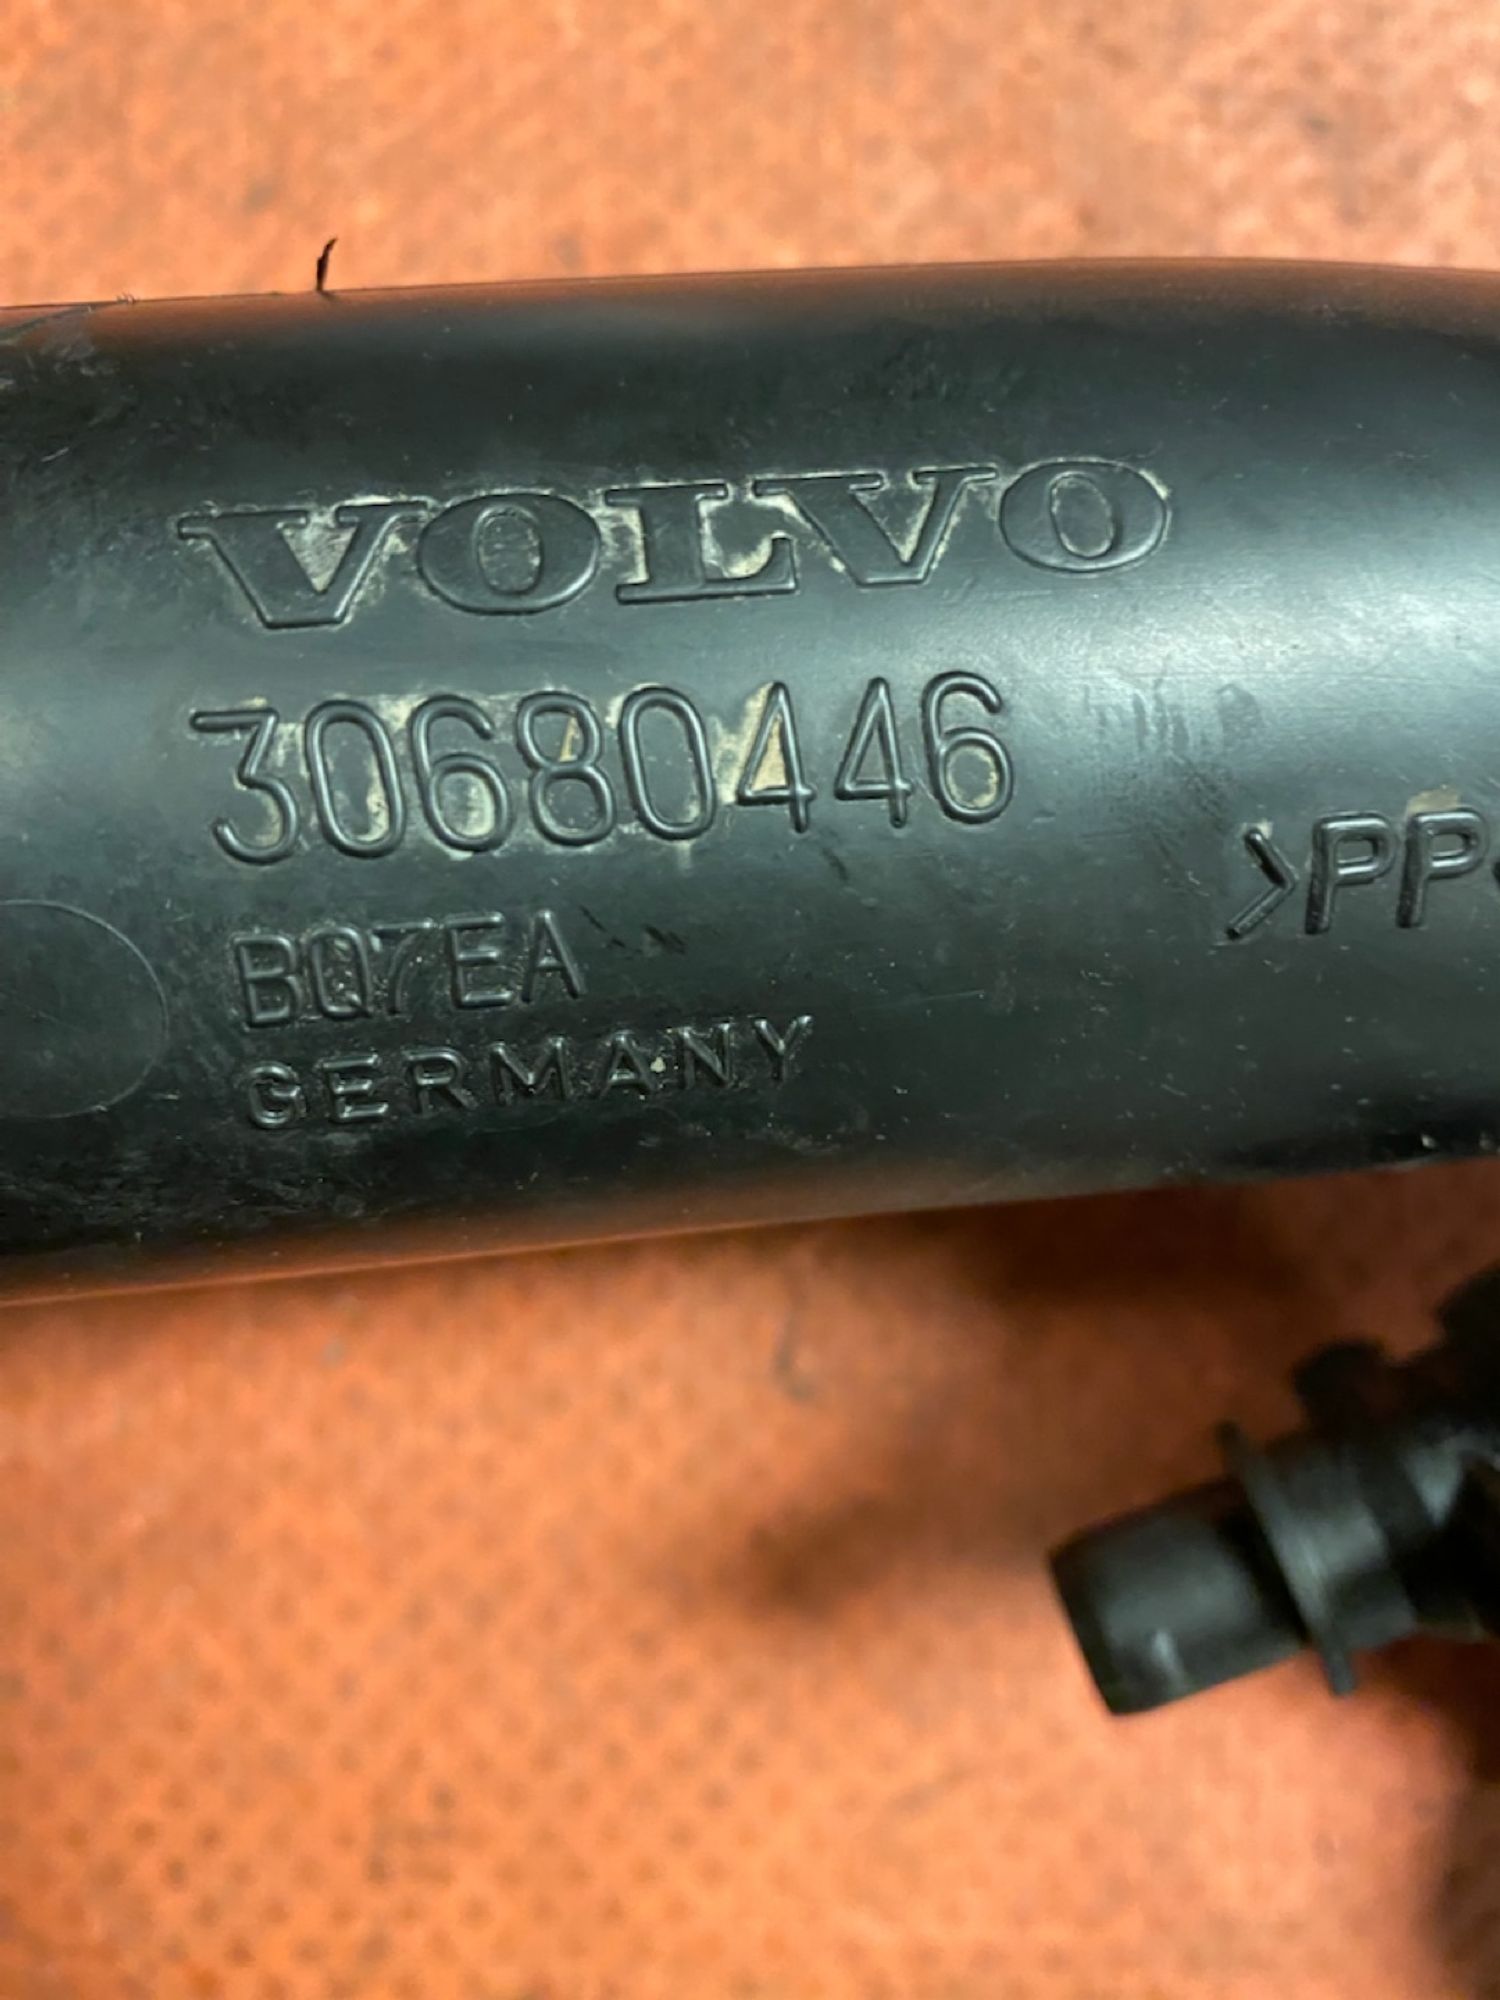 VOLVO
30680446
>PP<
BQ7EA
GERMANY